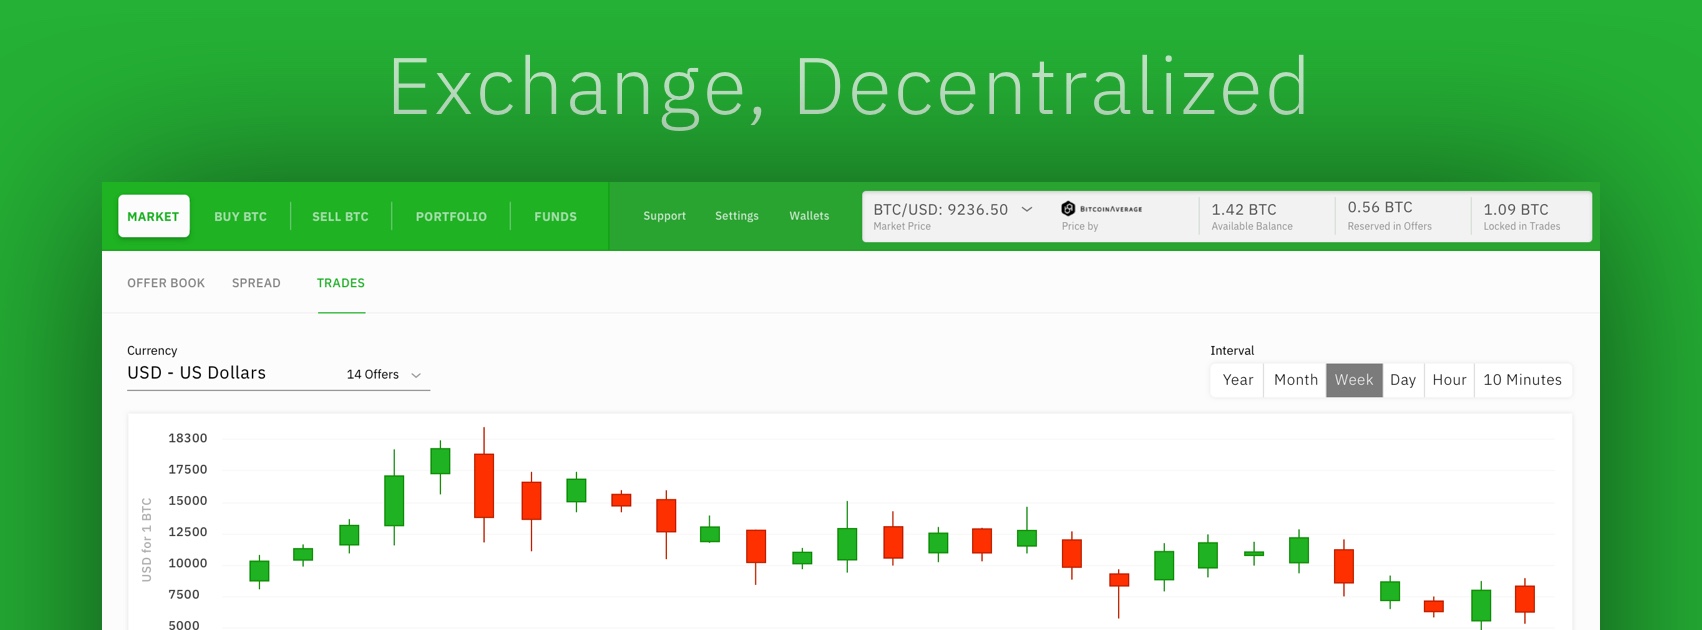 Exchange, Decentralized
MARKET BUY BTC SELL BTC PORTFOLIO FUNDS Support Settings Wallets
BTC/USD: 9236.50
Market Price
BITCOINAVERAGE
Price by
1.42 BTC
Available Balance
0.56 BTC
Reserved in Offers
1.09 BTC
Locked in Trades
OFFER BOOK SPREAD TRADES
Currency
USD - US Dollars 14 Offers
Interval
Year Month Week Day Hour 10 Minutes
USD for 1 BTC
18300
17500
15000
12500
10000
7500
5000